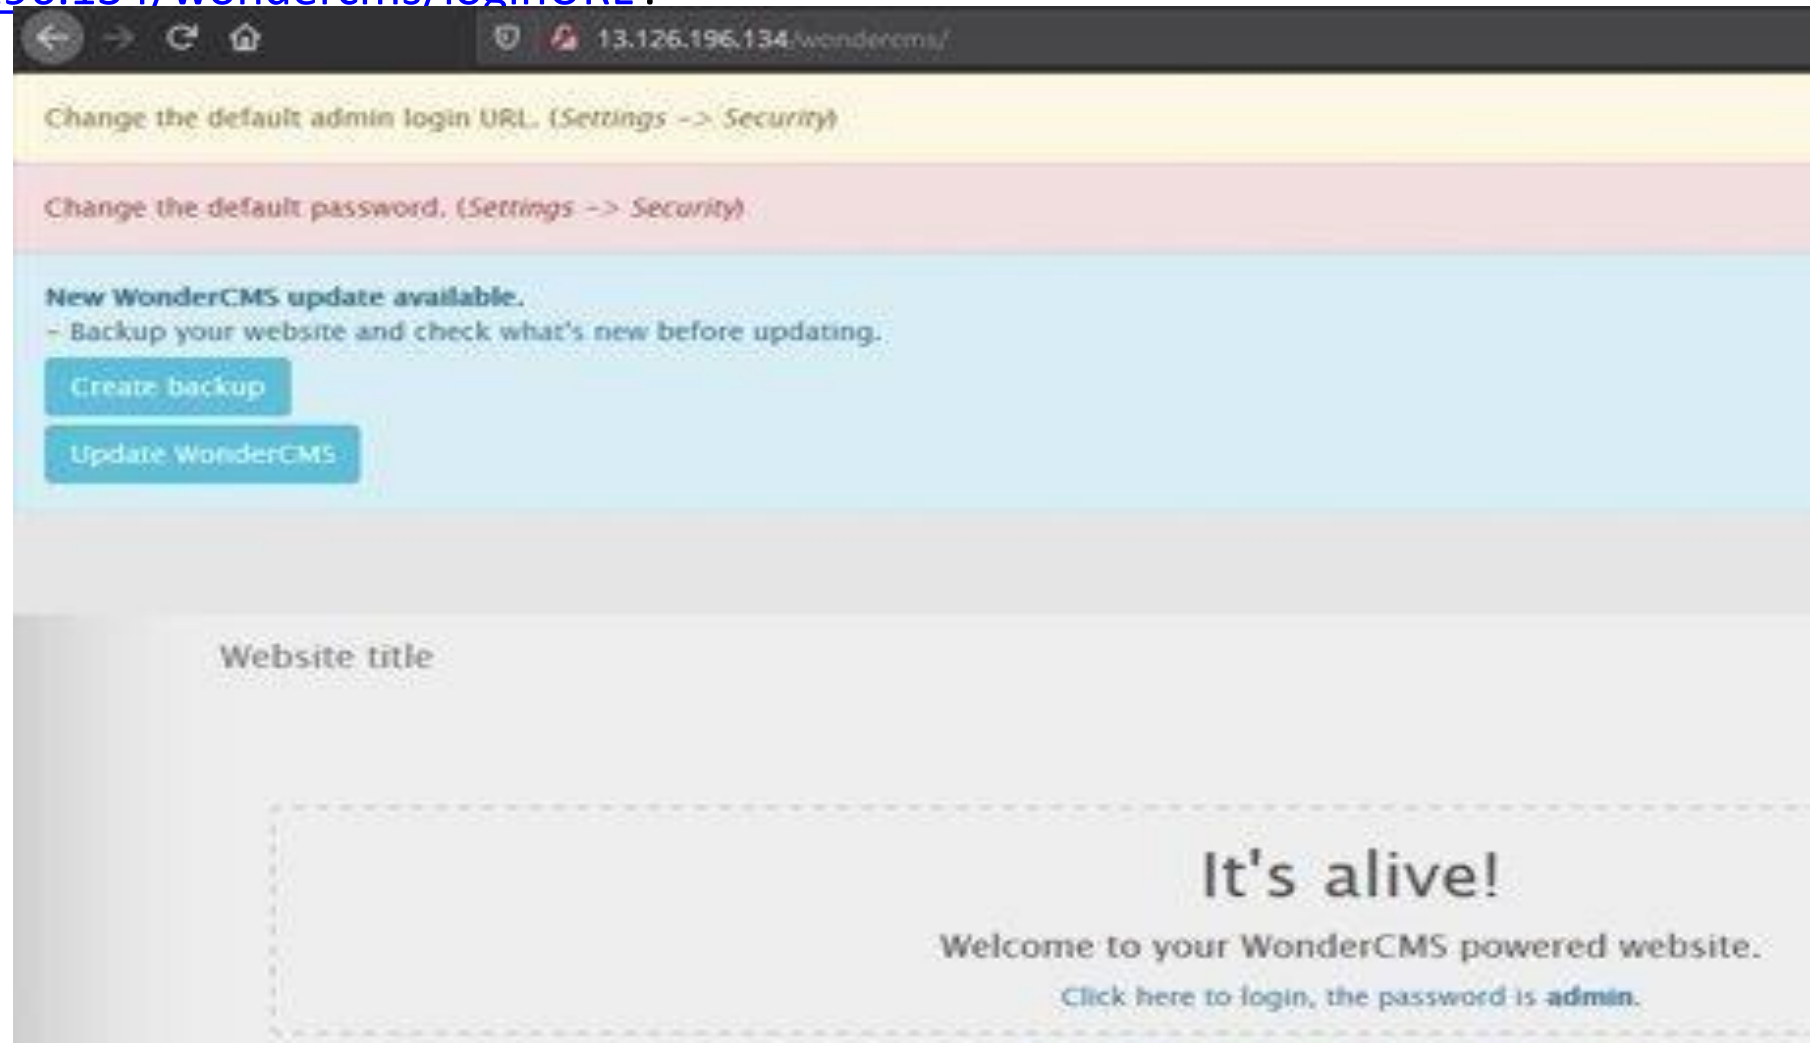 /wondercms/loginURL.
13.126.196.134/wondercms/
Change the default admin login URL. (Settings -> Security)
Change the default password. (Settings -> Security)
New WonderCMS update available.
- Backup your website and check what's new before updating.
Create backup
Update WonderCMS
Website title
It's alive!
Welcome to your WonderCMS powered website.
Click here to login, the password is admin.